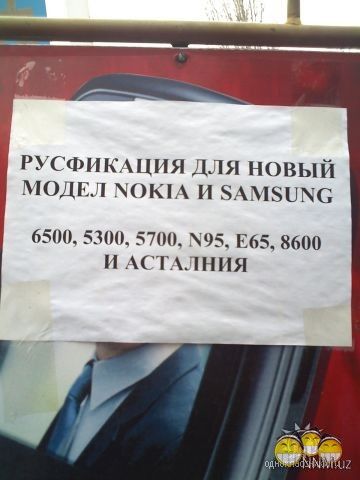 РУСФИКАЦИЯ ДЛЯ НОВЫЙ
МОДЕЛ NOKIA И SAMSUNG
6500, 5300, 5700, N95, E65, 8600
И АСТАЛНИЯ